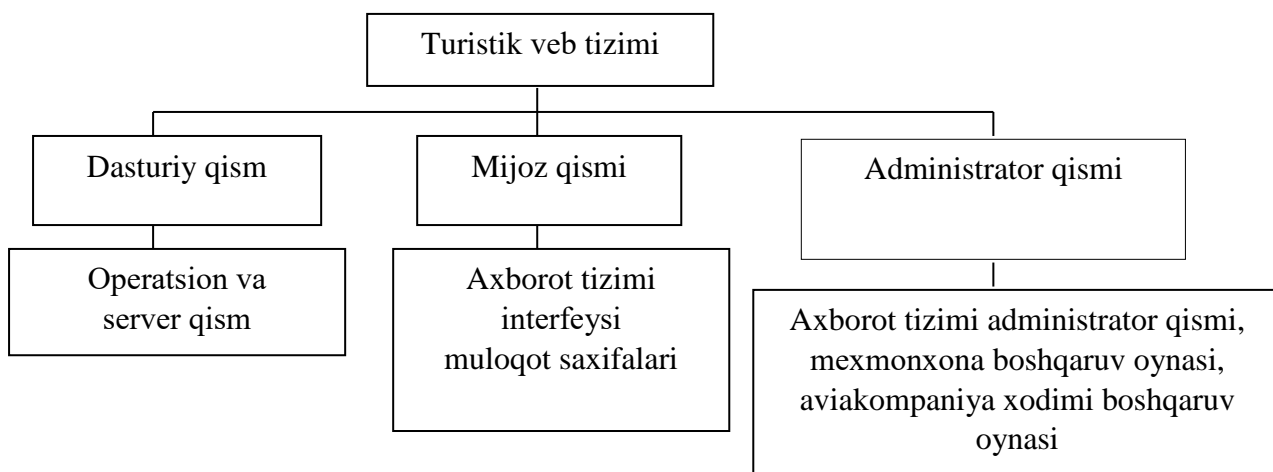 Turistik veb tizimi
Dasturiy qism
Mijoz qismi
Administrator qismi
Operatsion va
server qism
Axborot tizimi
interfeysi
muloqot saxifalari
Axborot tizimi administrator qismi,
mexmonxona boshqaruv oynasi,
aviakompaniya xodimi boshqaruv
oynasi